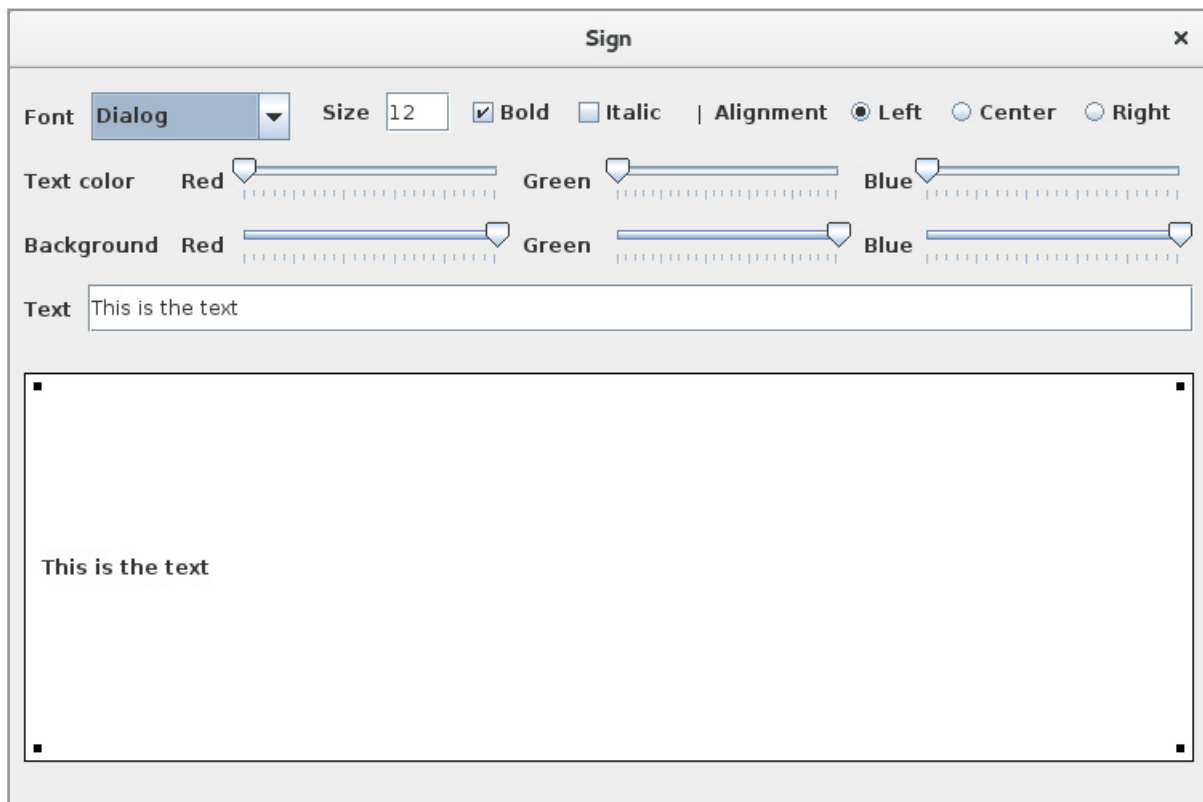 Sign
Font Dialog Size 12 Bold Italic | Alignment Left Center Right
Text color Red Green Blue
Background Red Green Blue
Text This is the text
This is the text